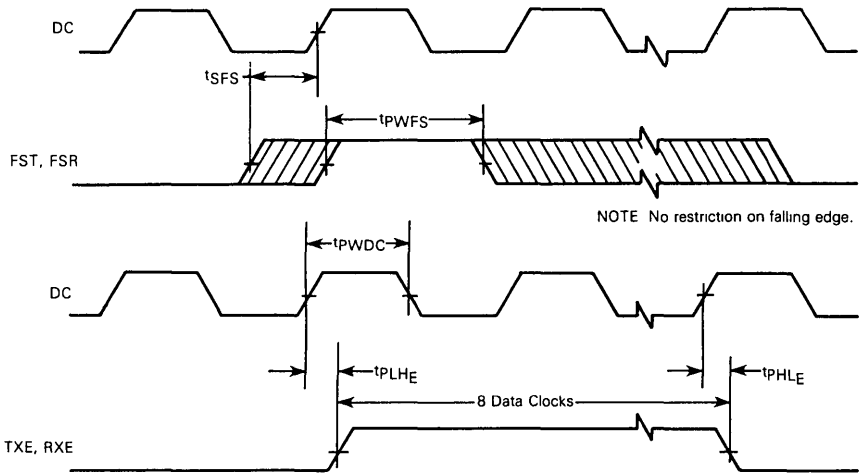 DC
tSFS
tPWFS
FST, FSR
NOTE No restriction on falling edge.
tPWDC
DC
tPLHE
tPHLE
8 Data Clocks
TXE, RXE